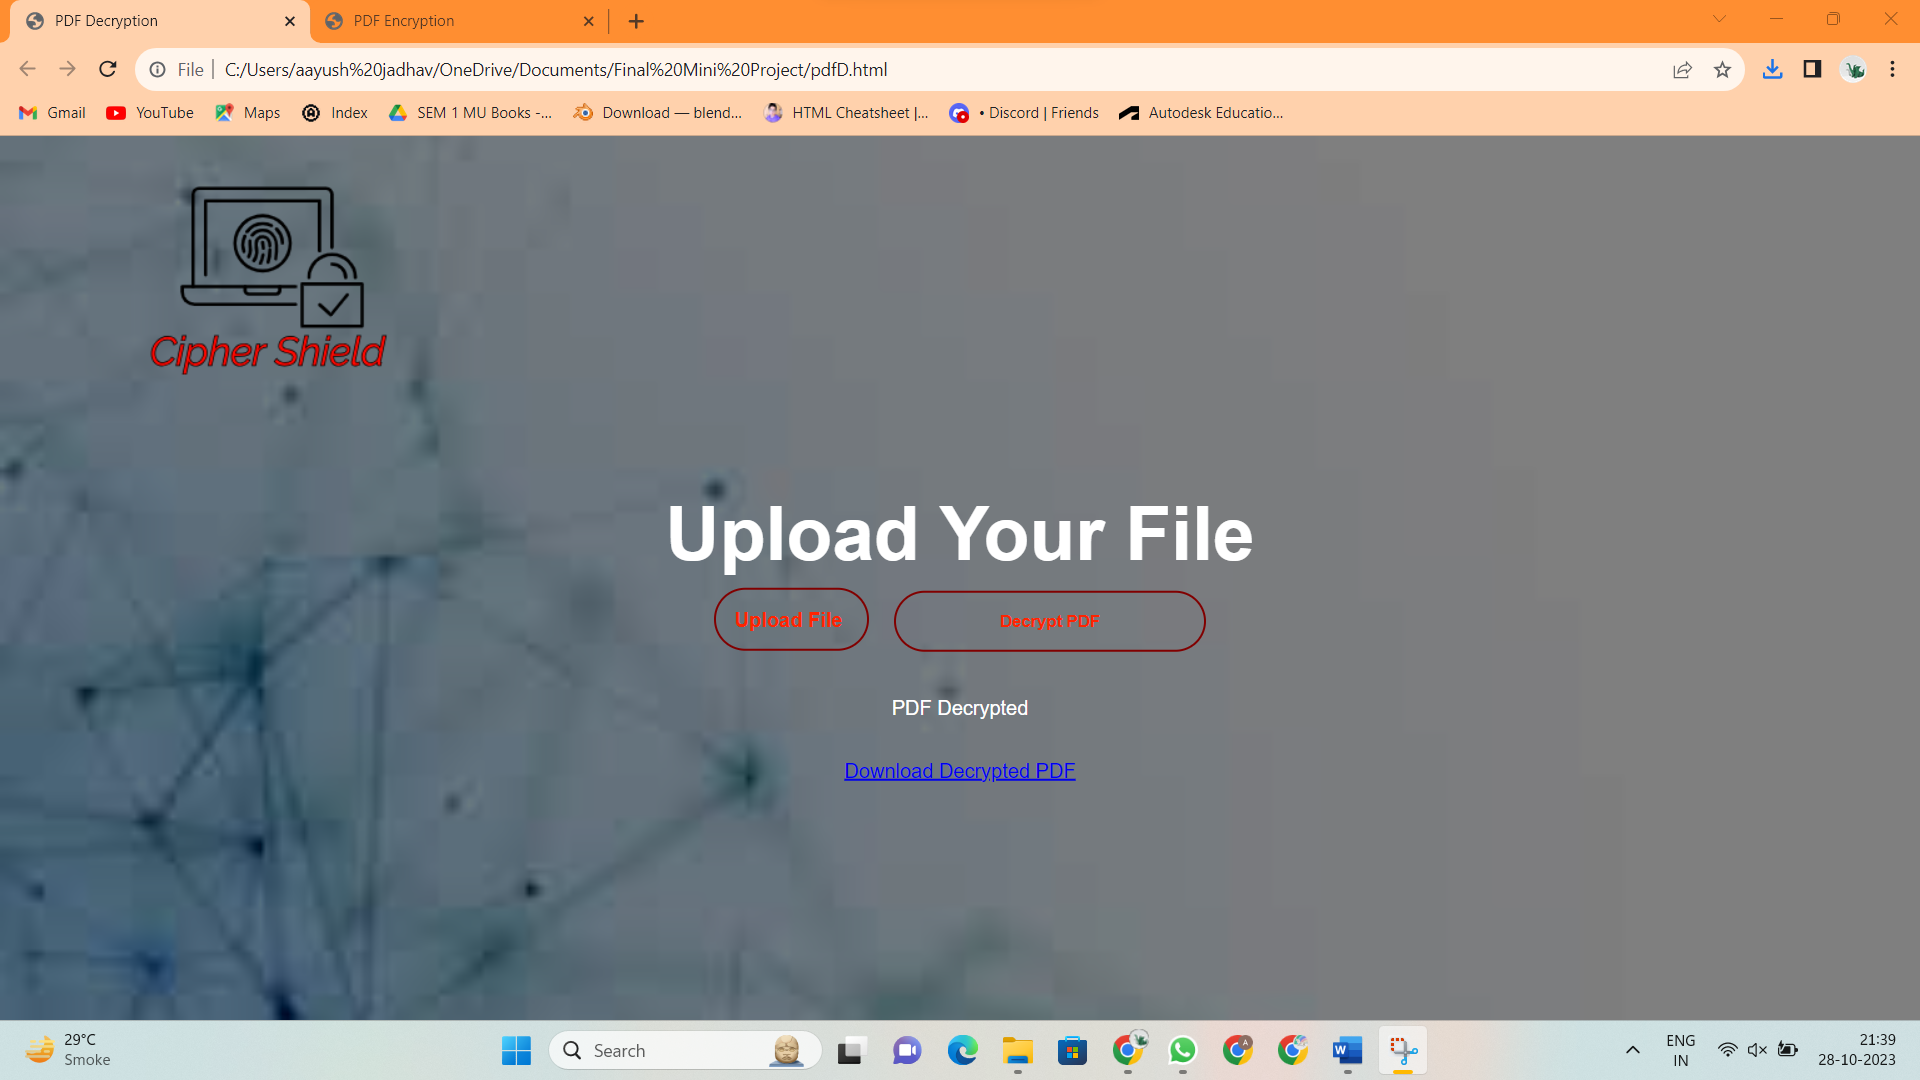 PDF Decryption
PDF Encryption
File
C:/Users/aayush%20jadhav/OneDrive/Documents/Final%20Mini%20Project/pdfD.html
Gmail
YouTube
Maps
Index
SEM 1 MU Books -...
Download — blend...
HTML Cheatsheet |...
• Discord | Friends
Autodesk Educatio...
Cipher Shield
Upload Your File
Upload File
Decrypt PDF
PDF Decrypted
Download Decrypted PDF
29°C
Smoke
Search
A
W
ENG
IN
21:39
28-10-2023